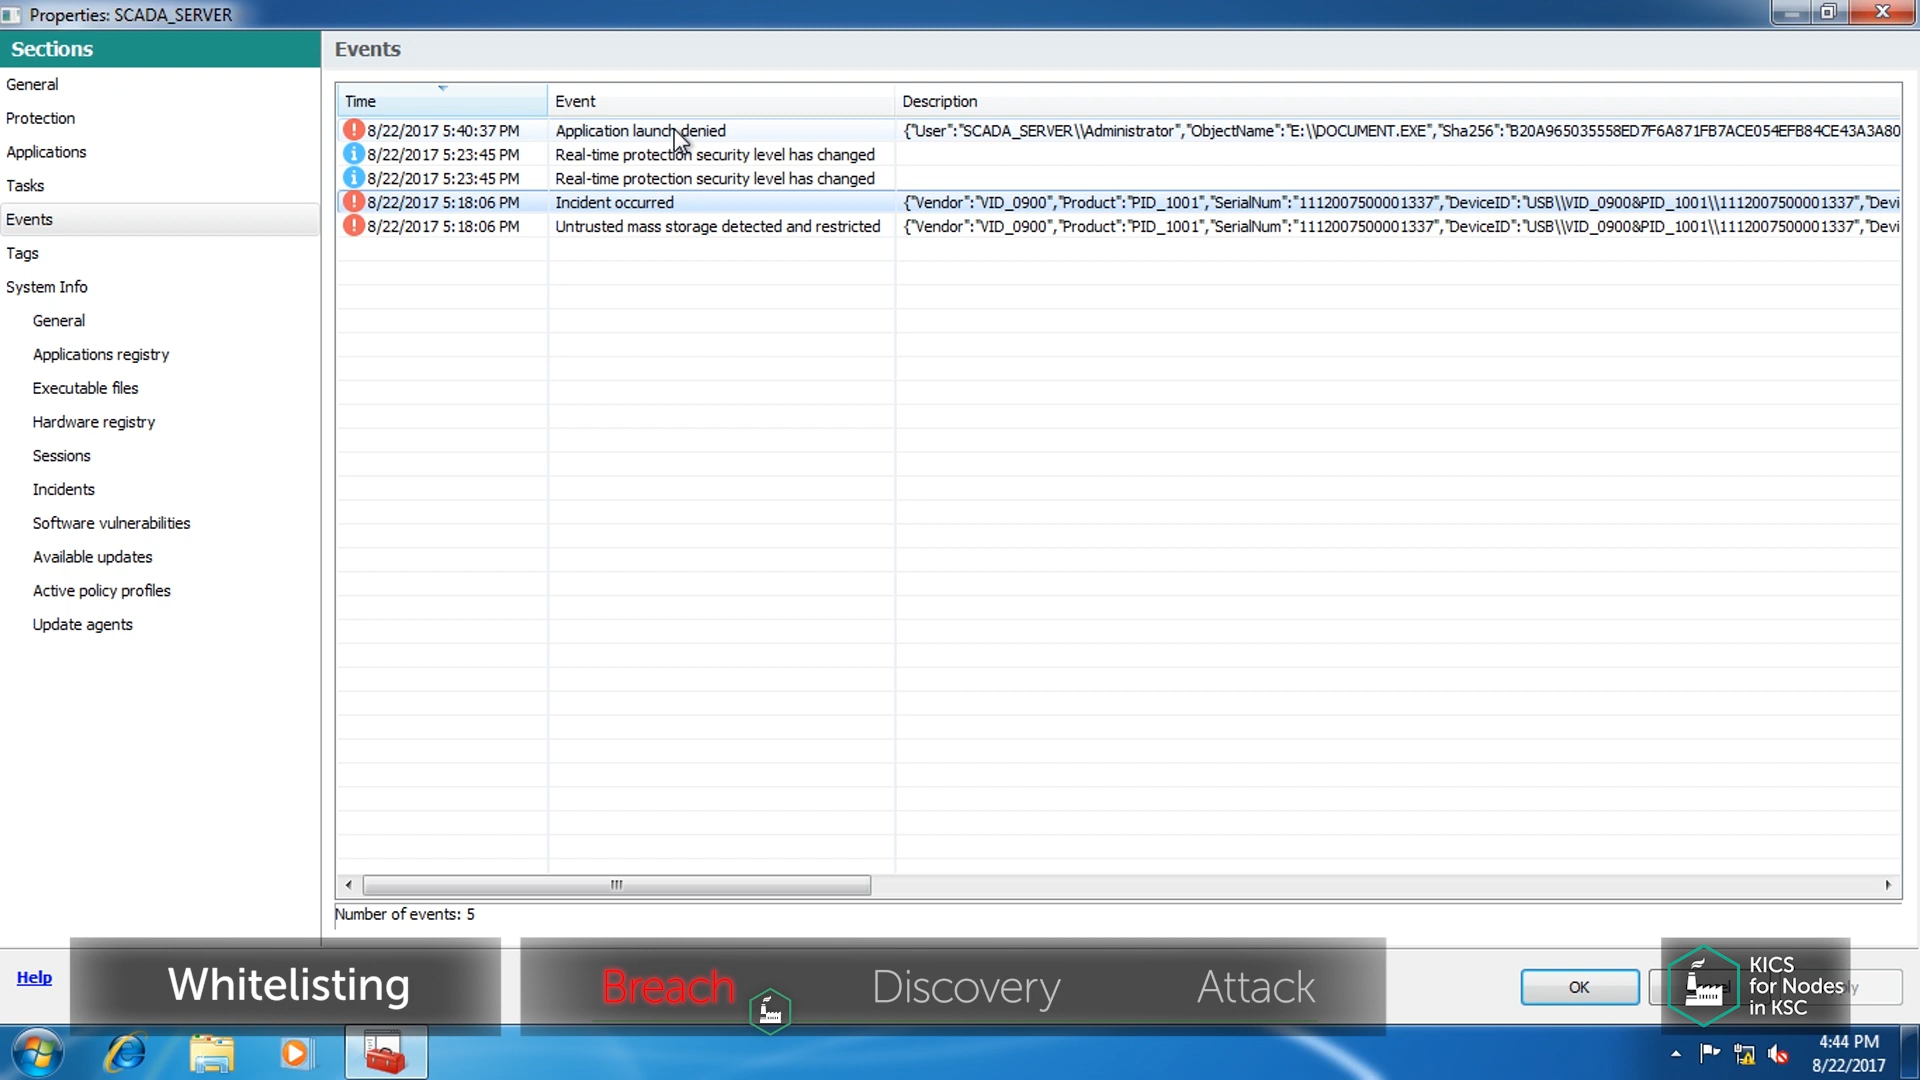 Properties: SCADA_SERVER
Sections
General
Protection
Applications
Tasks
Events
Tags
System Info
General
Applications registry
Executable files
Hardware registry
Sessions
Incidents
Software vulnerabilities
Available updates
Active policy profiles
Update agents
Events
Time Event Description
8/22/2017 5:40:37 PM Application launch denied {"User":"SCADA_SERVER\\Administrator","ObjectName":"E:\\DOCUMENT.EXE","Sha256":"B20A965035558ED7F6A871FB7ACE054EFB84CE43A3A80
8/22/2017 5:23:45 PM Real-time protection security level has changed
8/22/2017 5:23:45 PM Real-time protection security level has changed
8/22/2017 5:18:06 PM Incident occurred {"Vendor":"VID_0900","Product":"PID_1001","SerialNum":"1112007500001337","DeviceID":"USB\\VID_0900&PID_1001\\1112007500001337","Devi
8/22/2017 5:18:06 PM Untrusted mass storage detected and restricted {"Vendor":"VID_0900","Product":"PID_1001","SerialNum":"1112007500001337","DeviceID":"USB\\VID_0900&PID_1001\\1112007500001337","Devi
Number of events: 5
Help
Whitelisting
Breach Discovery Attack
OK
KICS
for Nodes
in KSC
4:44 PM
8/22/2017